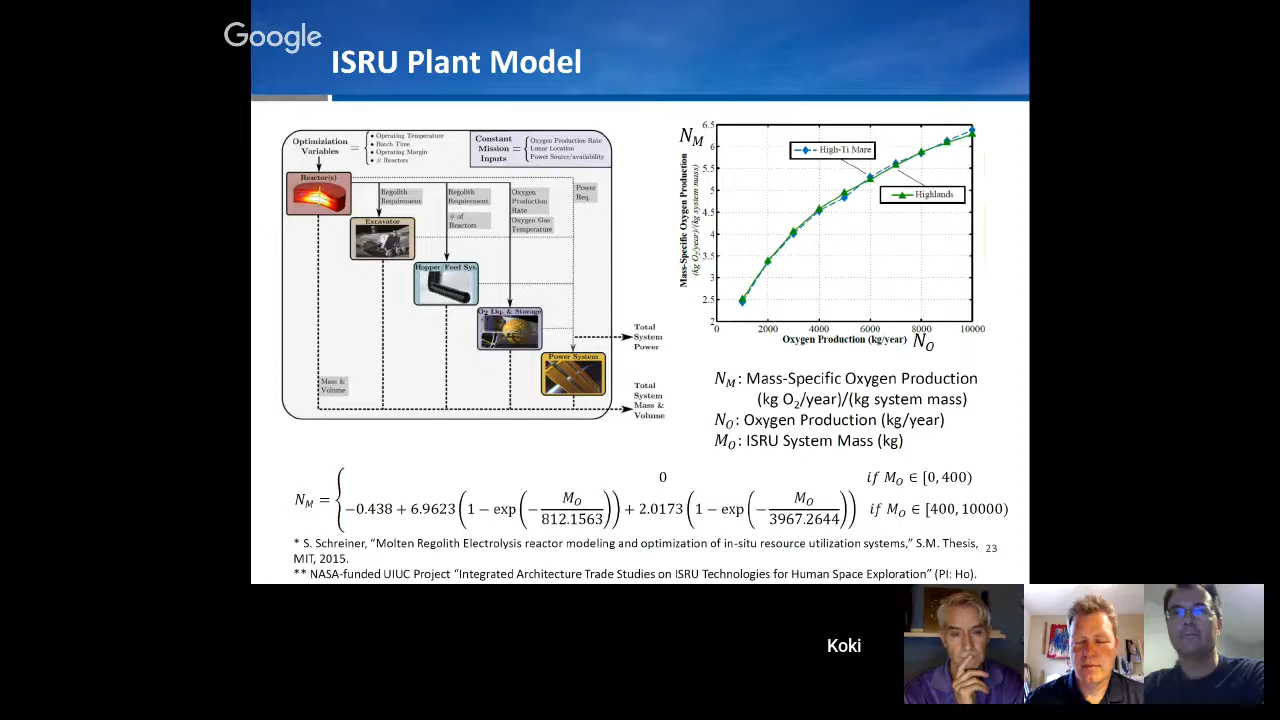 Google
ISRU Plant Model
Optimiziation
Variables
=
• Operating Temperature
• Batch Time
• Operating Margin
• # Reactors
Constant
Mission
Inputs
=
Oxygen Production Rate
Lunar Location
Power Source/availability
Reactor(s)
Regolith
Requirement
Regolith
Requirement
# of
Reactors
Oxygen
Production
Rate
Oxygen Gas
Temperature
Power
Req.
Excavator
Hopper/Feed Sys.
O2 Liq. & Storage
Power System
Mass &
Volume
Total
System
Power
Total
System
Mass &
Volume
N_M
Mass-Specific Oxygen Production
(kg O2/year)/(kg system mass)
6.5
6
5.5
5
4.5
4
3.5
3
2.5
2
High-Ti Mare
Highlands
0 2000 4000 6000 8000 10000
Oxygen Production (kg/year) N_O
N_M: Mass-Specific Oxygen Production
(kg O2/year)/(kg system mass)
N_O: Oxygen Production (kg/year)
M_O: ISRU System Mass (kg)
N_M = { 0 if M_O ∈ [0, 400)
−0.438 + 6.9623 (1 − exp (− M_O / 812.1563)) + 2.0173 (1 − exp (− M_O / 3967.2644)) if M_O ∈ [400, 10000)
* S. Schreiner, "Molten Regolith Electrolysis reactor modeling and optimization of in-situ resource utilization systems," S.M. Thesis,
MIT, 2015.
23
** NASA-funded UIUC Project "Integrated Architecture Trade Studies on ISRU Technologies for Human Space Exploration" (PI: Ho).
Koki